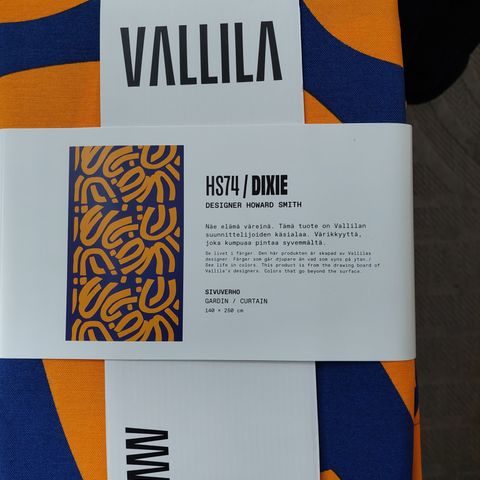 VALLILA
HS74 / DIXIE
DESIGNER HOWARD SMITH
Näe elämä väreinä. Tämä tuote on Vallilan
suunnittelijoiden käsialaa. Värikkyyttä,
joka kumpuaa pintaa syvemmältä.
Se livet i färger. Den här produkten är skapad av Vallilas
designer. Färger som går djupare än vad som syns på ytan./
See life in colors. This product is from the drawing board of
Vallila's designers. Colors that go beyond the surface.
SIVUVERHO
GARDIN / CURTAIN
140 × 250 cm
WWW